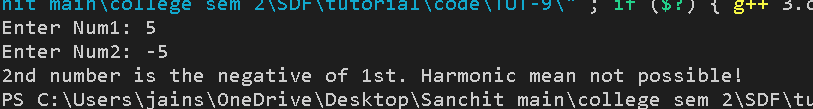 hit main\college sem 2\SDF\tutorial\code\TUT-9\" ; if ($?) { g++ 3.c
Enter Num1: 5
Enter Num2: -5
2nd number is the negative of 1st. Harmonic mean not possible!
PS C:\Users\jains\OneDrive\Desktop\Sanchit main\college sem 2\SDF\tu